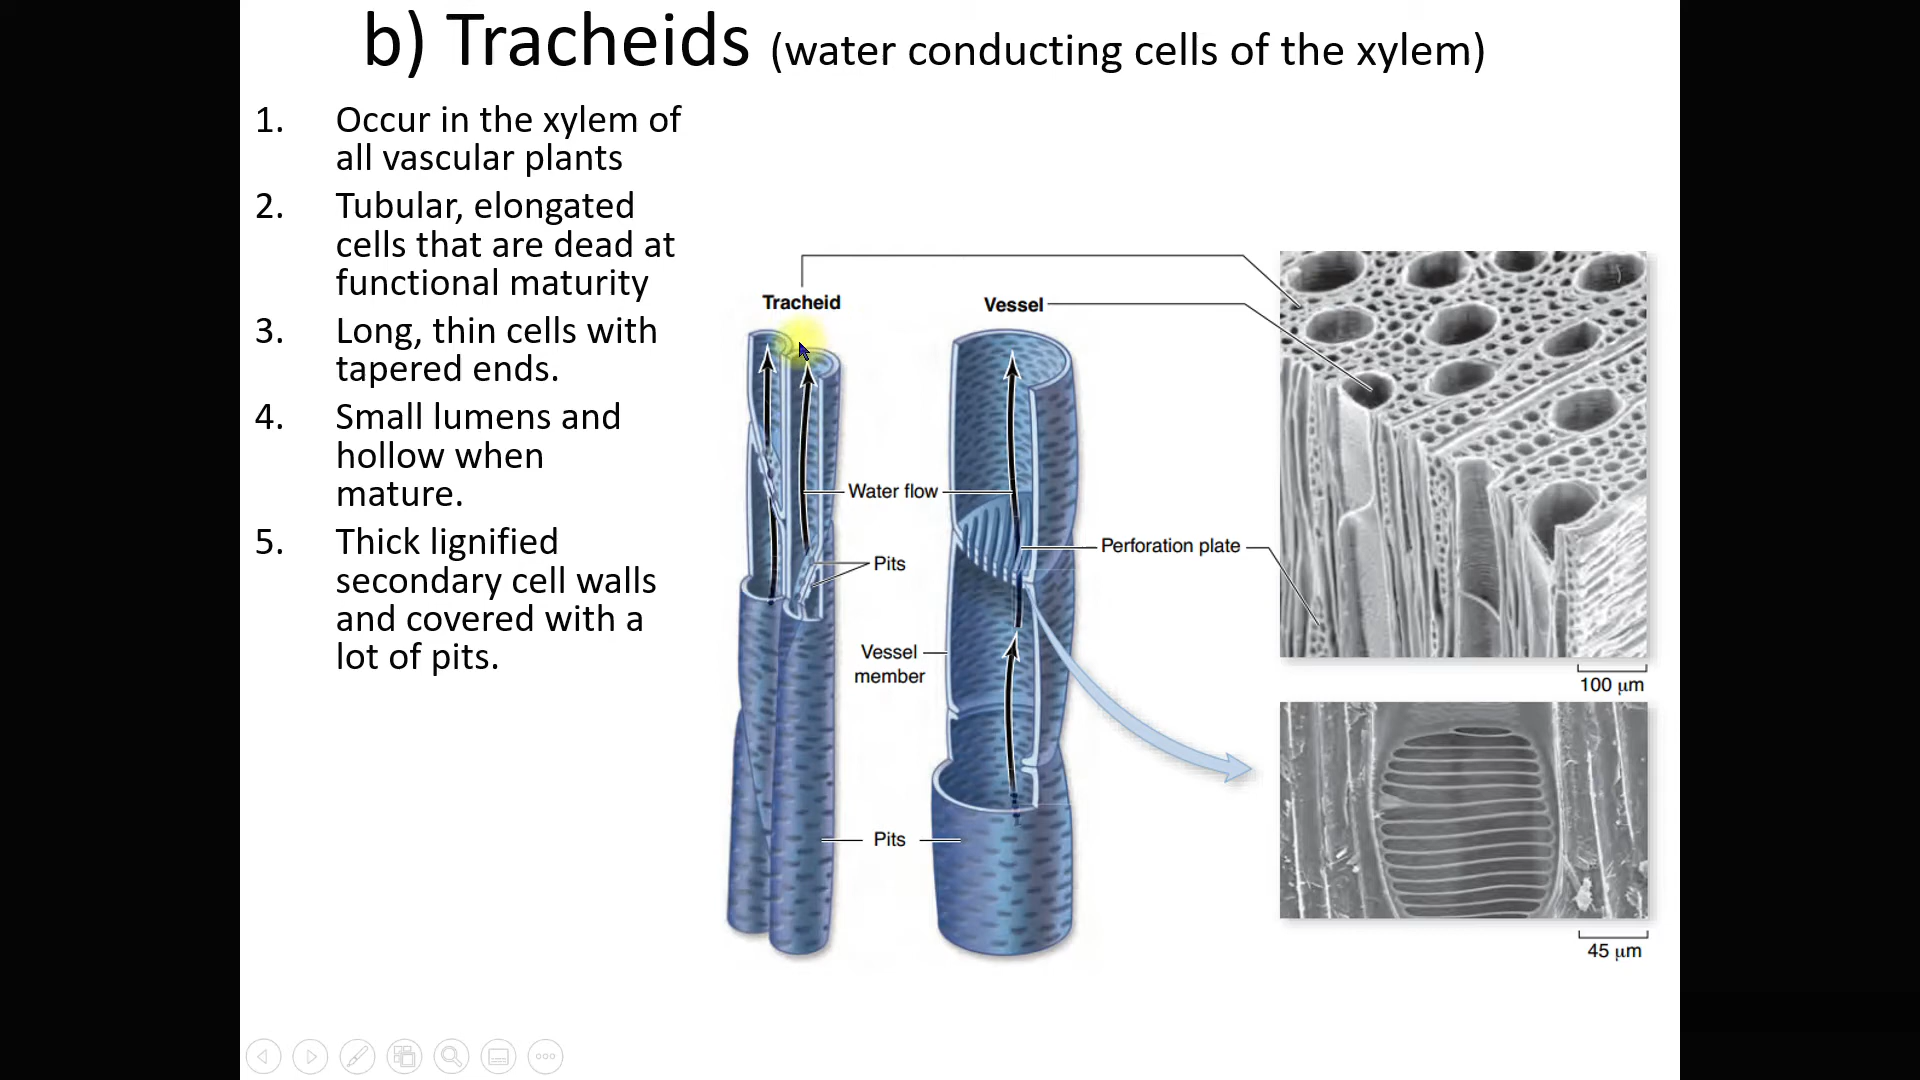 b) Tracheids (water conducting cells of the xylem)
1. Occur in the xylem of
all vascular plants
2. Tubular, elongated
cells that are dead at
functional maturity
3. Long, thin cells with
tapered ends.
4. Small lumens and
hollow when
mature.
5. Thick lignified
secondary cell walls
and covered with a
lot of pits.
Tracheid
Vessel
Water flow
Perforation plate
Pits
Vessel
member
Pits
100 μm
45 μm